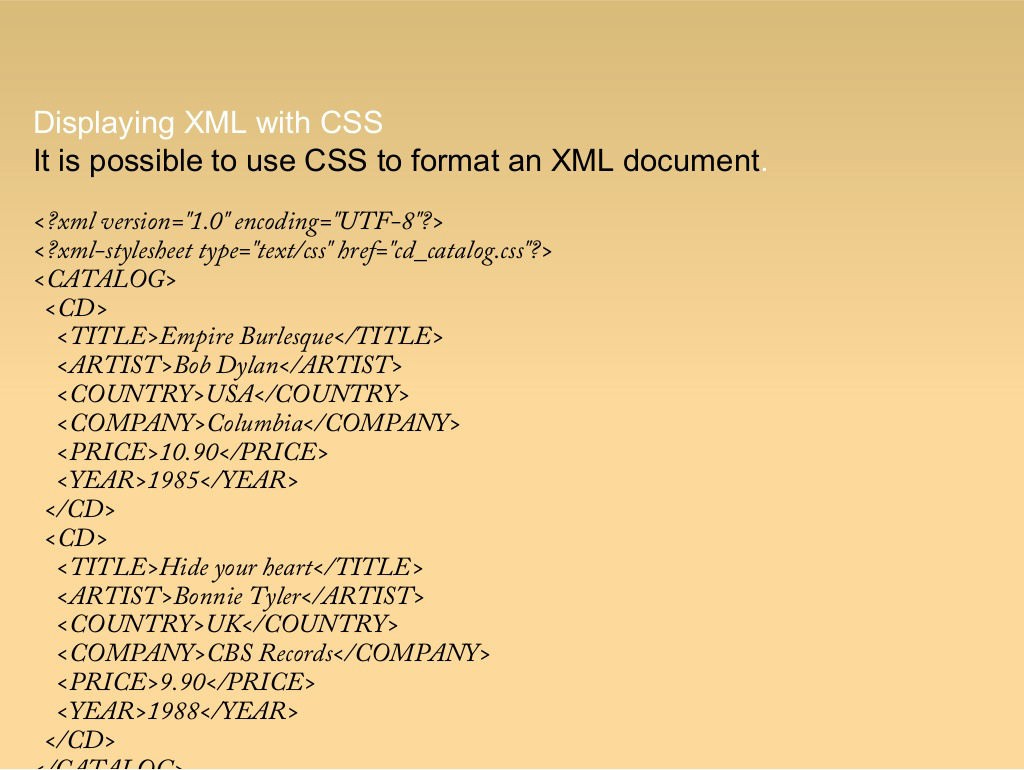 Displaying XML with CSS
It is possible to use CSS to format an XML document.
<?xml version="1.0" encoding="UTF-8"?>
<?xml-stylesheet type="text/css" href="cd_catalog.css"?>
<CATALOG>
<CD>
<TITLE>Empire Burlesque</TITLE>
<ARTIST>Bob Dylan</ARTIST>
<COUNTRY>USA</COUNTRY>
<COMPANY>Columbia</COMPANY>
<PRICE>10.90</PRICE>
<YEAR>1985</YEAR>
</CD>
<CD>
<TITLE>Hide your heart</TITLE>
<ARTIST>Bonnie Tyler</ARTIST>
<COUNTRY>UK</COUNTRY>
<COMPANY>CBS Records</COMPANY>
<PRICE>9.90</PRICE>
<YEAR>1988</YEAR>
</CD>
</CATALOG>